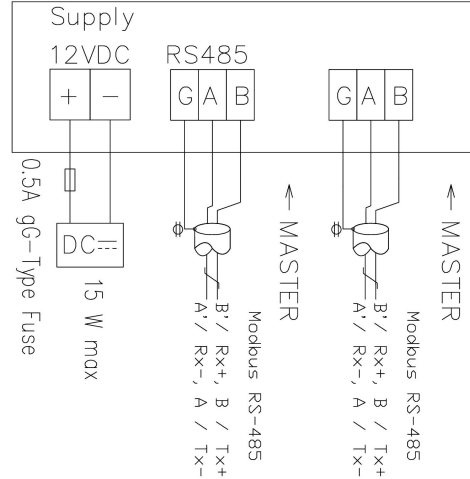 Supply
12VDC
RS485
+ −
G A B
G A B
0.5A gG-Type Fuse
DC
15 W max
← MASTER
← MASTER
Modbus RS-485
B'/ Rx+, B / Tx+
A'/ Rx-, A / Tx-
Modbus RS-485
B'/ Rx+, B / Tx+
A'/ Rx-, A / Tx-